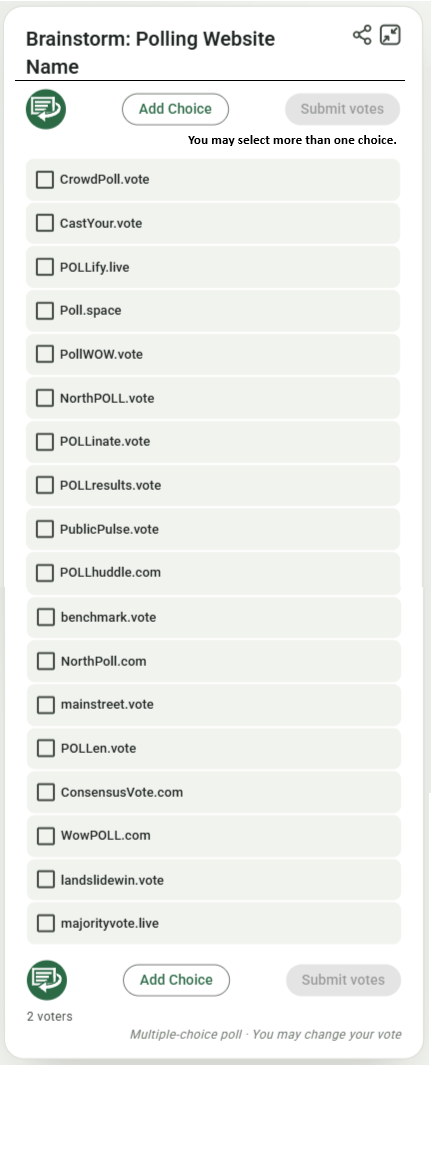 Brainstorm: Polling Website
Name
Add Choice
Submit votes
You may select more than one choice.
CrowdPoll.vote
CastYour.vote
POLLify.live
Poll.space
PollWOW.vote
NorthPOLL.vote
POLLinate.vote
POLLresults.vote
PublicPulse.vote
POLLhuddle.com
benchmark.vote
NorthPoll.com
mainstreet.vote
POLLen.vote
ConsensusVote.com
WowPOLL.com
landslidewin.vote
majorityvote.live
Add Choice
Submit votes
2 voters
Multiple-choice poll · You may change your vote